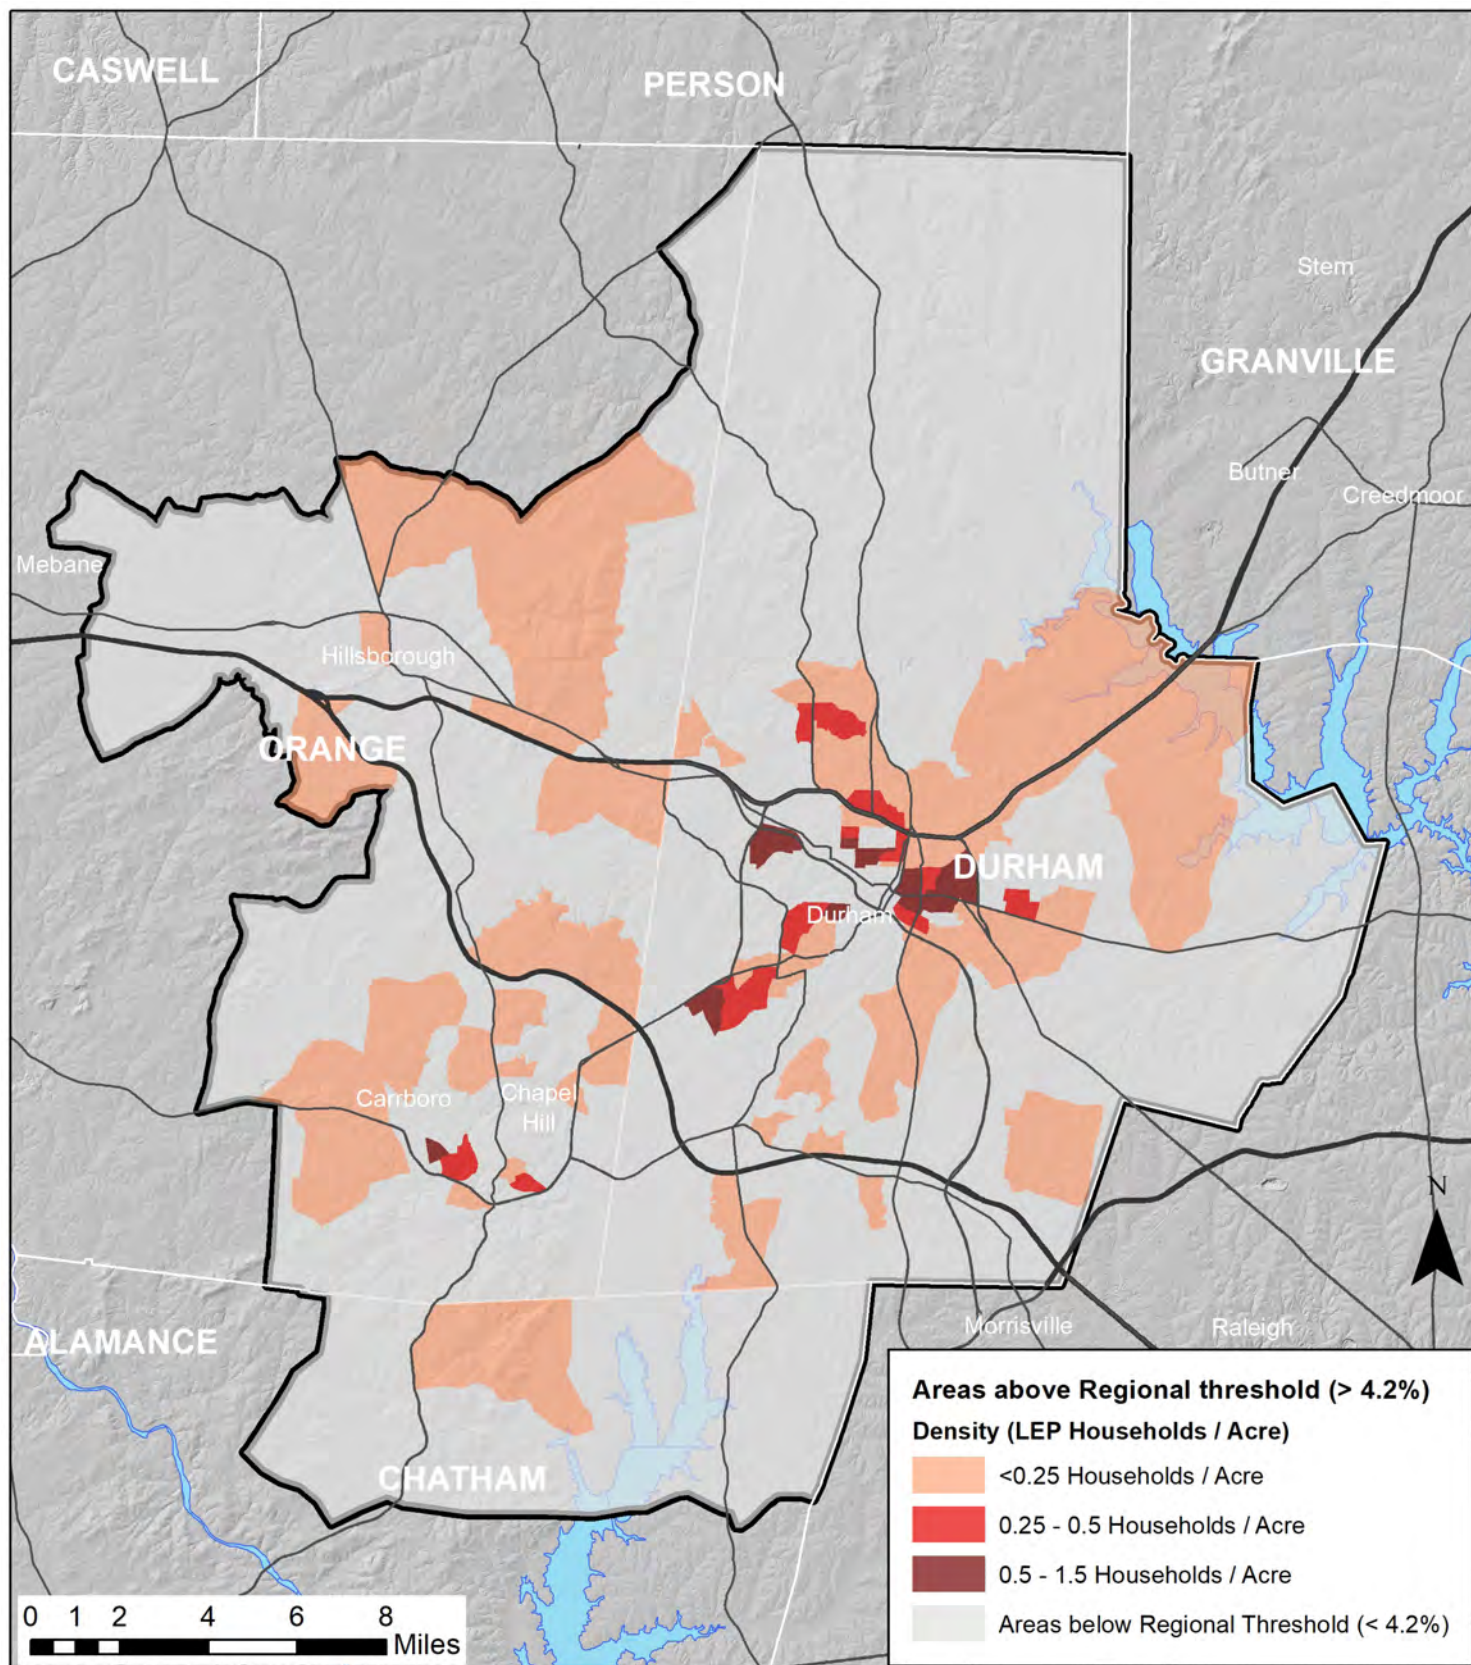 CASWELL
PERSON
Stem
GRANVILLE
Butner
Creedmoor
Mebane
Hillsborough
ORANGE
DURHAM
Durham
Carrboro
Chapel
Hill
N
ALAMANCE
Morrisville
Raleigh
CHATHAM
Areas above Regional threshold (> 4.2%)
Density (LEP Households / Acre)
<0.25 Households / Acre
0.25 - 0.5 Households / Acre
0.5 - 1.5 Households / Acre
Areas below Regional Threshold (< 4.2%)
0 1 2 4 6 8
Miles